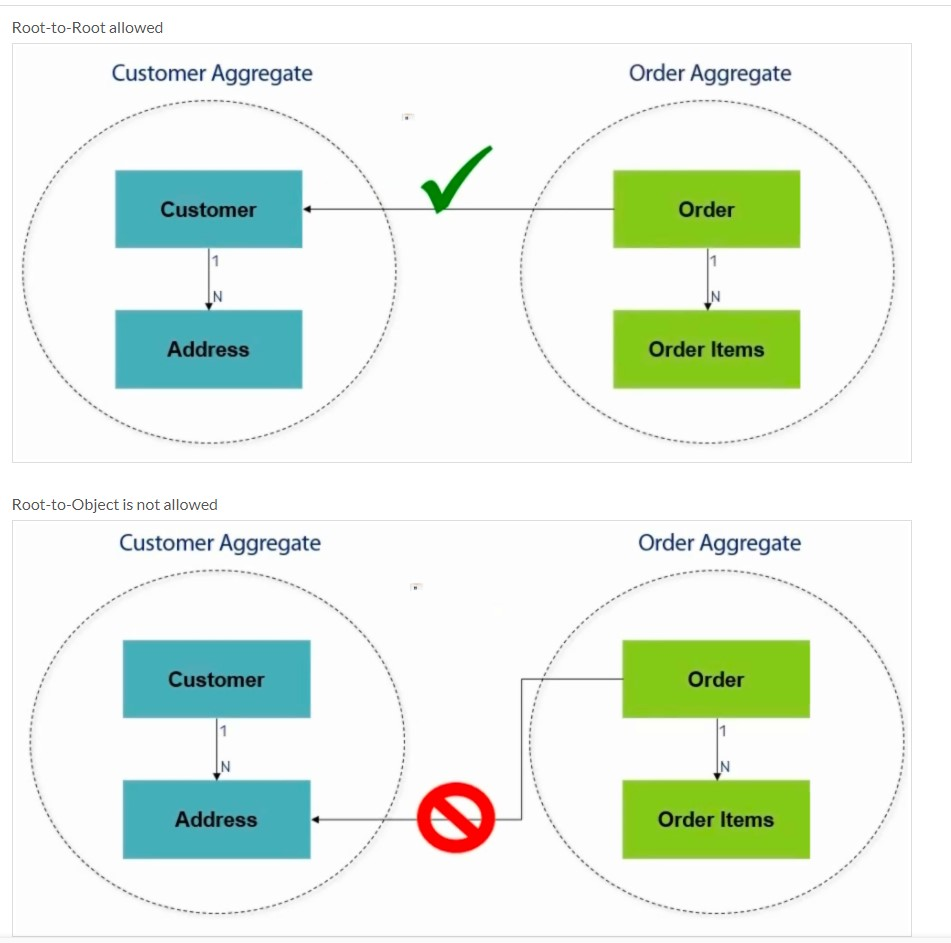 Root-to-Root allowed
Customer Aggregate
Order Aggregate
Customer
Order
1
1
N
N
Address
Order Items
Root-to-Object is not allowed
Customer Aggregate
Order Aggregate
Customer
Order
1
1
N
N
Address
Order Items